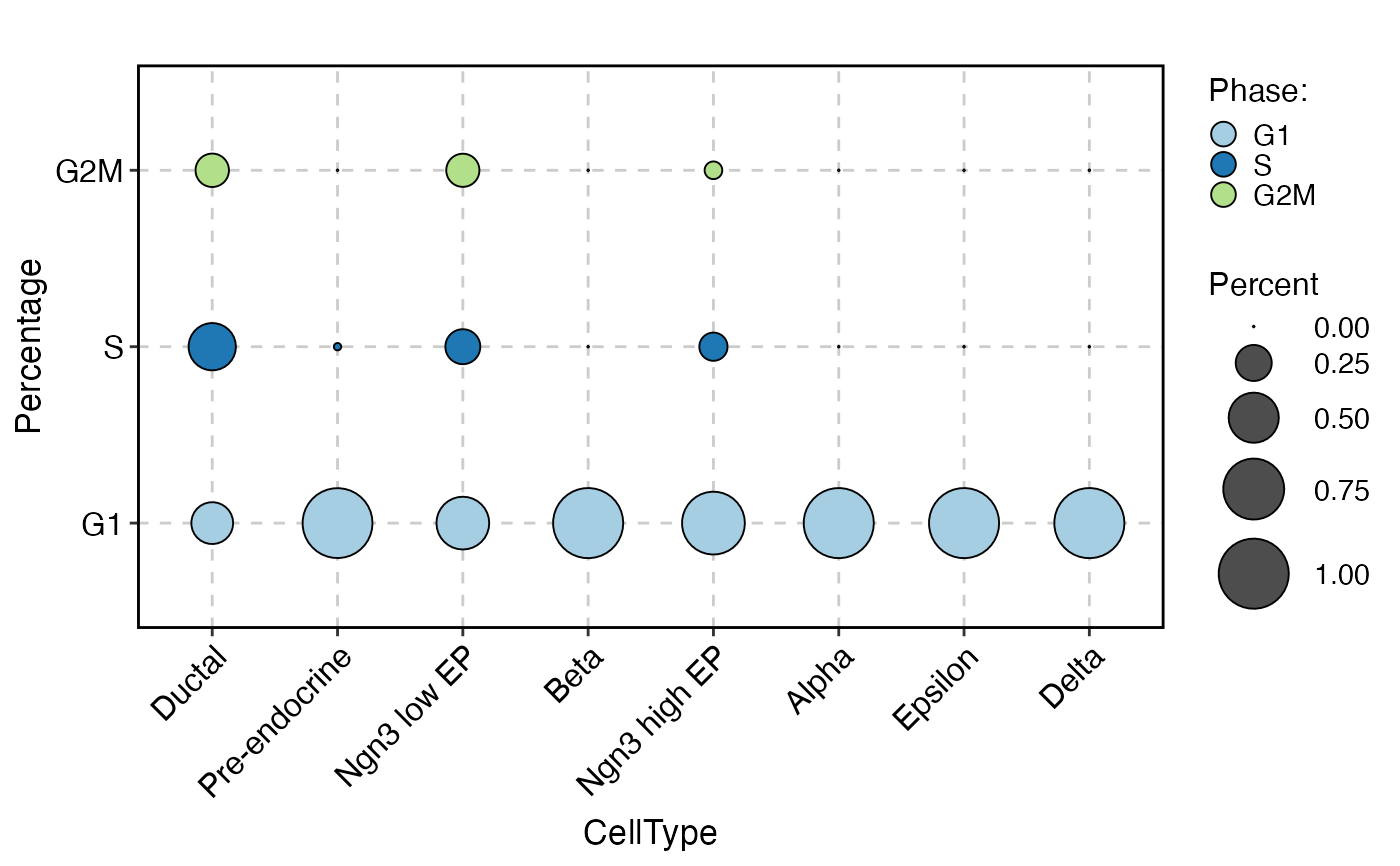 Percentage
G2M
S
G1
Ductal
Pre-endocrine
Ngn3 low EP
Beta
Ngn3 high EP
Alpha
Epsilon
Delta
CellType
Phase:
G1
S
G2M
Percent
0.00
0.25
0.50
0.75
1.00